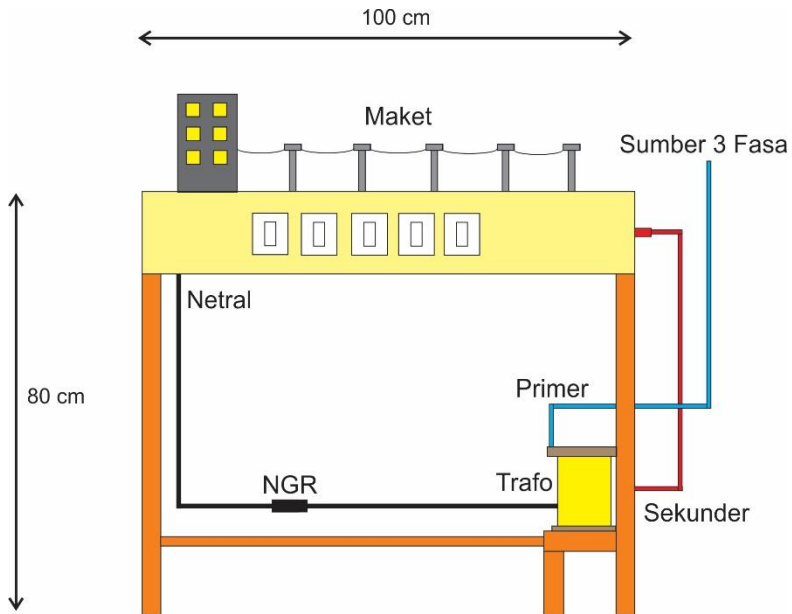 100 cm
Maket
Sumber 3 Fasa
Netral
Primer
80 cm
NGR
Trafo
Sekunder